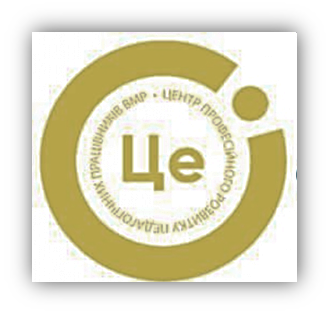 ЦЕНТР ПРОФЕСІЙНОГО РОЗВИТКУ ПЕДАГОГІЧНИХ ПРАЦІВНИКІВ ВМР •
Це